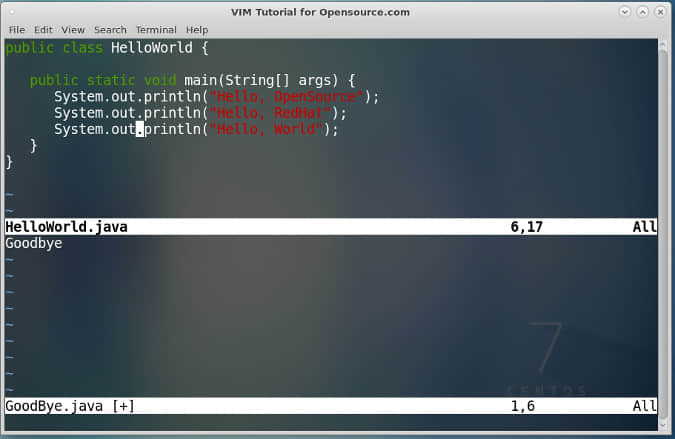 VIM Tutorial for Opensource.com
File Edit View Search Terminal Help
public class HelloWorld {
public static void main(String[] args) {
System.out.println("Hello, OpenSource");
System.out.println("Hello, RedHat");
System.out.println("Hello, World");
}
}
~
~
HelloWorld.java 6,17 All
Goodbye
~
~
~
~
~
~
~
~
~
7
CENTOS
GoodBye.java [+] 1,6 All